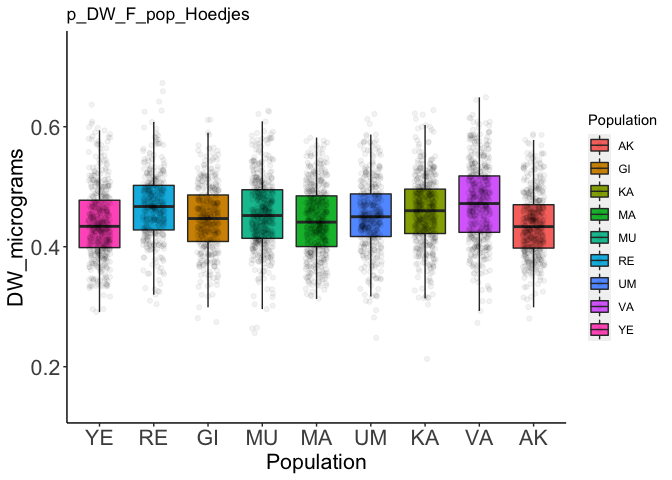 p_DW_F_pop_Hoedjes
DW_micrograms
0.6
0.4
0.2
YE RE GI MU MA UM KA VA AK
Population
Population
AK
GI
KA
MA
MU
RE
UM
VA
YE